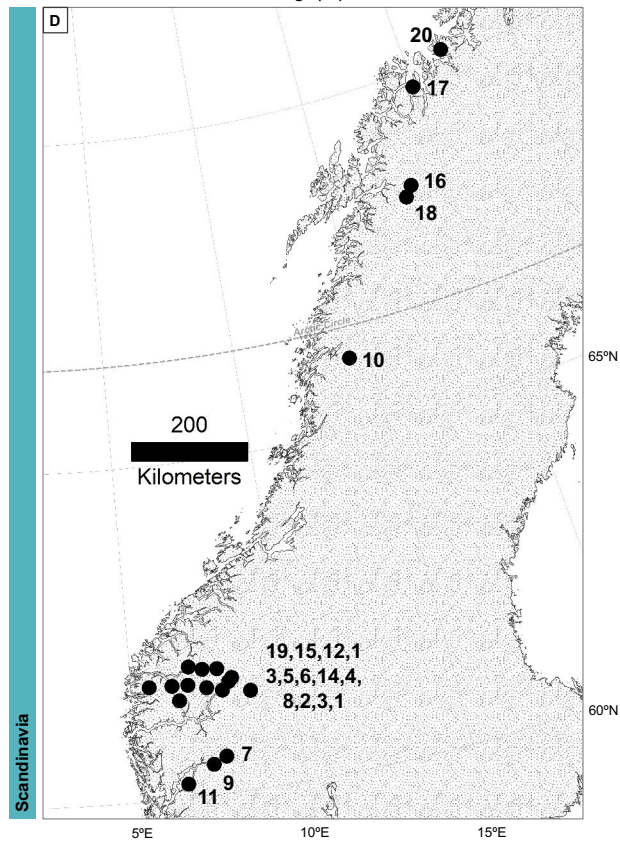 D
20
17
16
18
Arctic Circle
10
65ºN
200
Kilometers
19,15,12,1
3,5,6,14,4,
8,2,3,1
60ºN
7
9
11
Scandinavia
5ºE
10ºE
15ºE